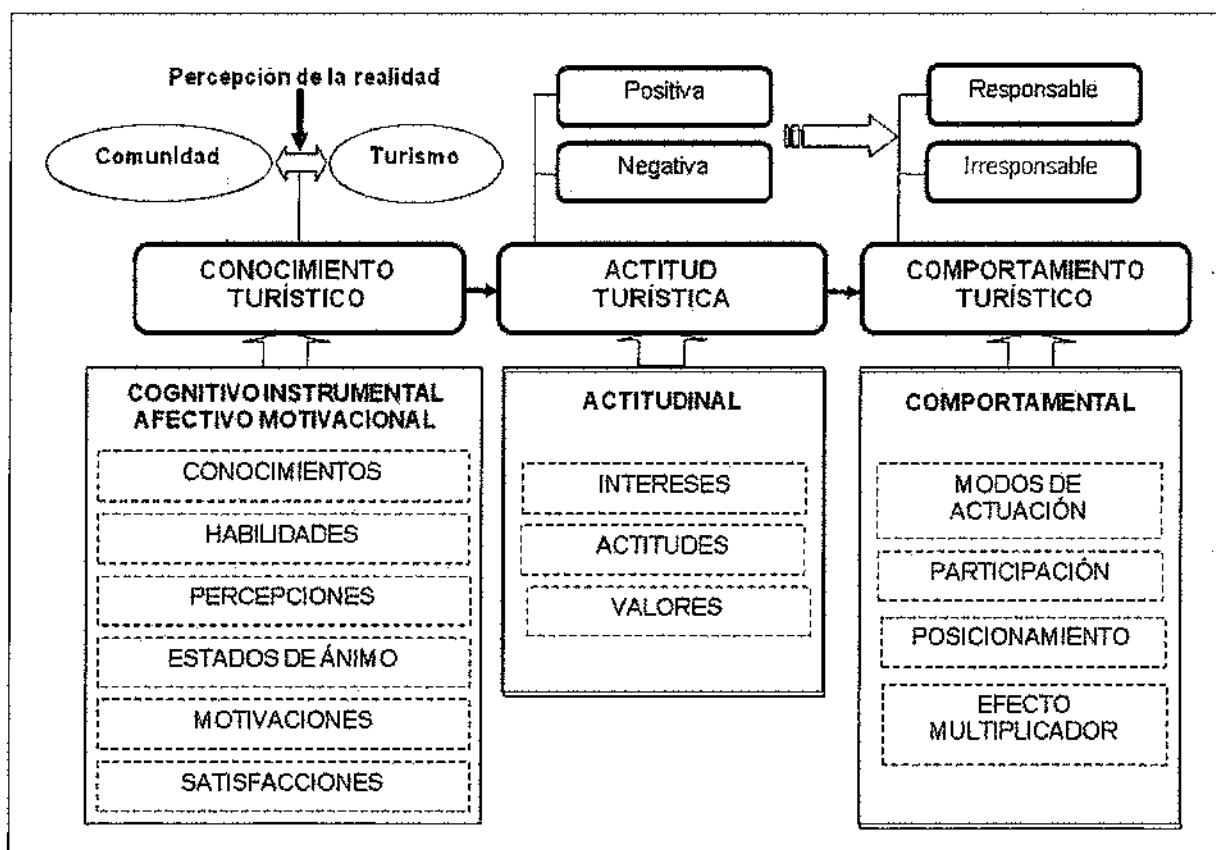 Percepción de la realidad
Comunidad
Turismo
Positiva
Negativa
Responsable
Irresponsable
CONOCIMIENTO
TURÍSTICO
ACTITUD
TURÍSTICA
COMPORTAMIENTO
TURÍSTICO
COGNITIVO INSTRUMENTAL
AFECTIVO MOTIVACIONAL
CONOCIMIENTOS
HABILIDADES
PERCEPCIONES
ESTADOS DE ÁNIMO
MOTIVACIONES
SATISFACCIONES
ACTITUDINAL
INTERESES
ACTITUDES
VALORES
COMPORTAMENTAL
MODOS DE
ACTUACIÓN
PARTICIPACIÓN
POSICIONAMIENTO
EFECTO
MULTIPLICADOR